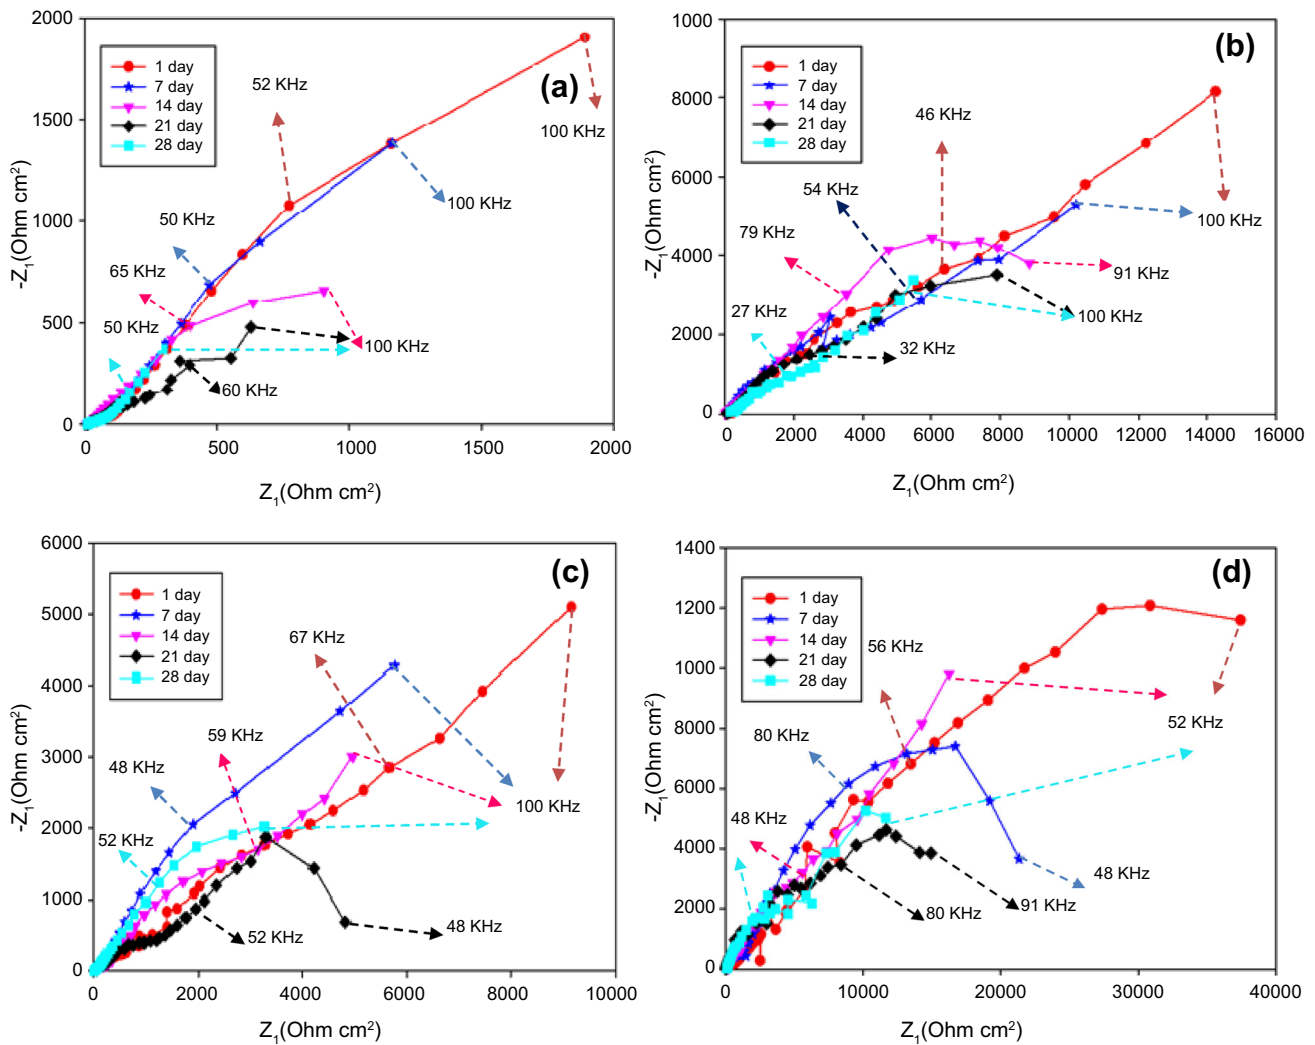 2000
1500
1000
500
0
0
500
1000
1500
2000
-Z1(Ohm cm2)
Z1(Ohm cm2)
1 day
7 day
14 day
21 day
28 day
(a)
52 KHz
100 KHz
50 KHz
100 KHz
65 KHz
50 KHz
100 KHz
60 KHz
1000
8000
6000
4000
2000
0
0
2000
4000
6000
8000
10000
12000
14000
16000
-Z1(Ohm cm2)
Z1(Ohm cm2)
1 day
7 day
14 day
21 day
28 day
(b)
46 KHz
54 KHz
100 KHz
79 KHz
91 KHz
27 KHz
100 KHz
32 KHz
6000
5000
4000
3000
2000
1000
0
0
2000
4000
6000
8000
10000
-Z1(Ohm cm2)
Z1(Ohm cm2)
1 day
7 day
14 day
21 day
28 day
(c)
67 KHz
59 KHz
48 KHz
100 KHz
52 KHz
52 KHz
48 KHz
1400
1200
1000
8000
6000
4000
2000
0
0
10000
20000
30000
40000
-Z1(Ohm cm2)
Z1(Ohm cm2)
1 day
7 day
14 day
21 day
28 day
(d)
56 KHz
52 KHz
80 KHz
48 KHz
48 KHz
91 KHz
80 KHz